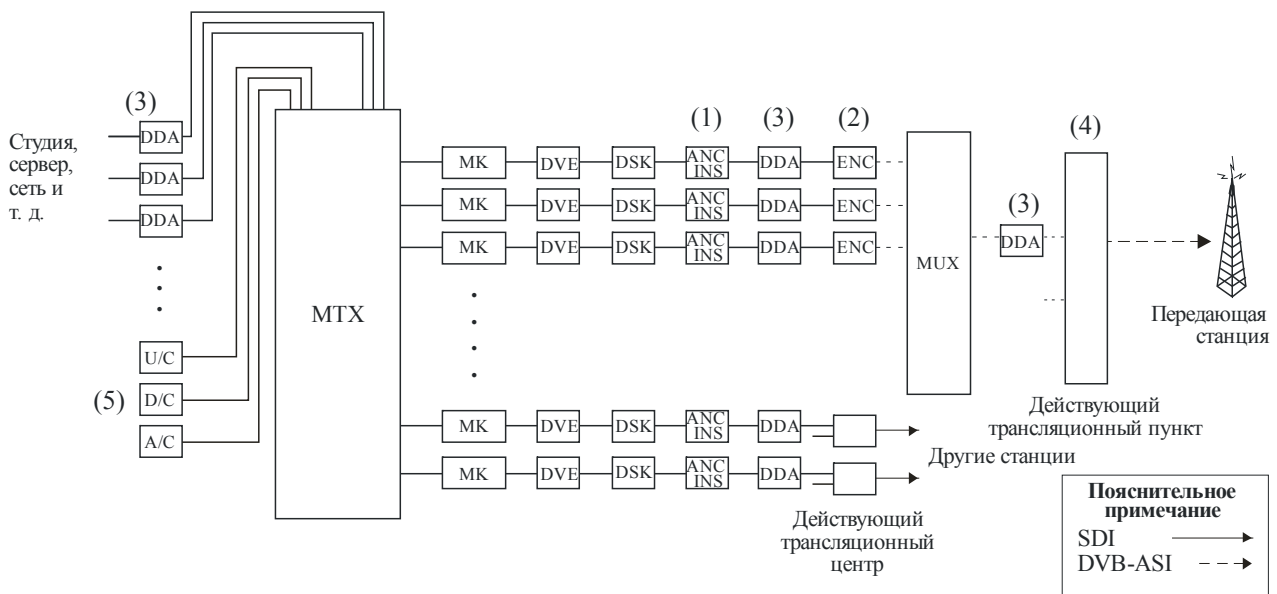 (3)
Студия,
сервер,
сеть и
т. д.
DDA
DDA
DDA
U/C
(5)
D/C
A/C
MTX
(1)
(3)
(2)
MK
DVE
DSK
ANC
INS
DDA
ENC
MK
DVE
DSK
ANC
INS
DDA
ENC
MK
DVE
DSK
ANC
INS
DDA
ENC
MK
DVE
DSK
ANC
INS
DDA
MK
DVE
DSK
ANC
INS
DDA
Действующий
трансляционный
центр
Другие станции
MUX
(3)
DDA
(4)
Действующий
трансляционный пункт
Передающая
станция
Пояснительное
примечание
SDI
DVB-ASI